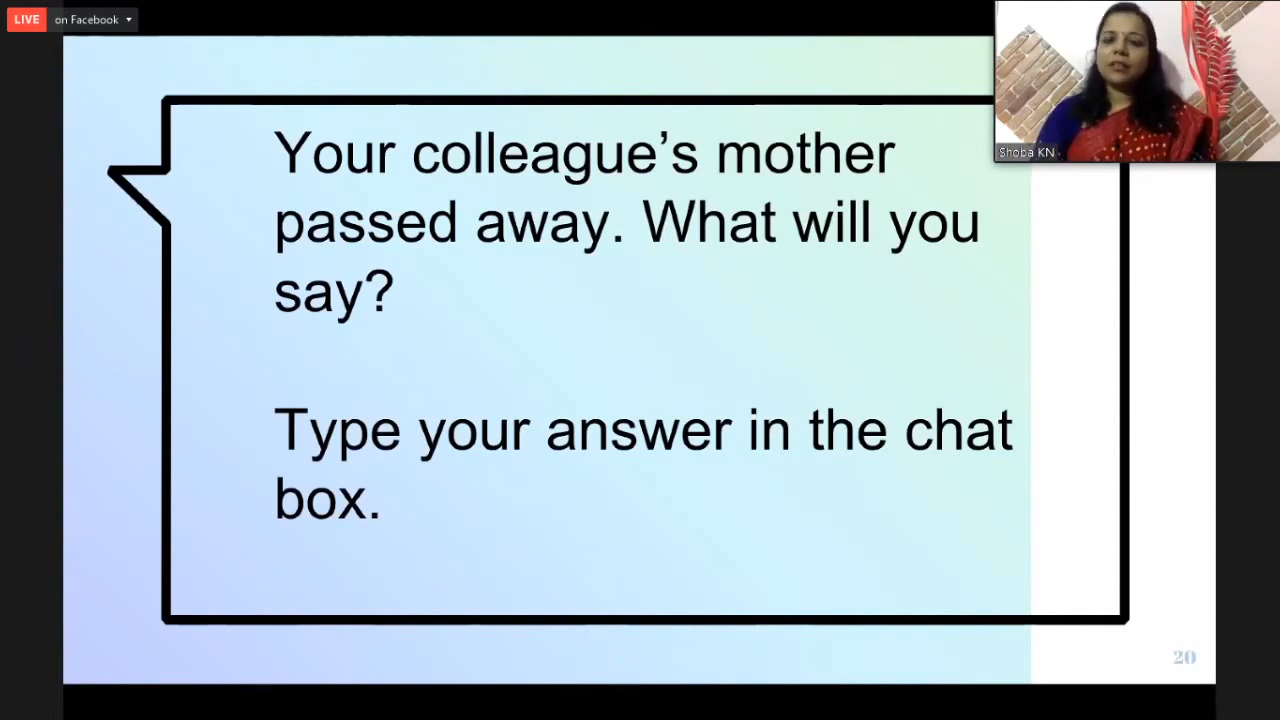 LIVE on Facebook
Shoba KN
Your colleague’s mother
passed away. What will you
say?
Type your answer in the chat
box.
20